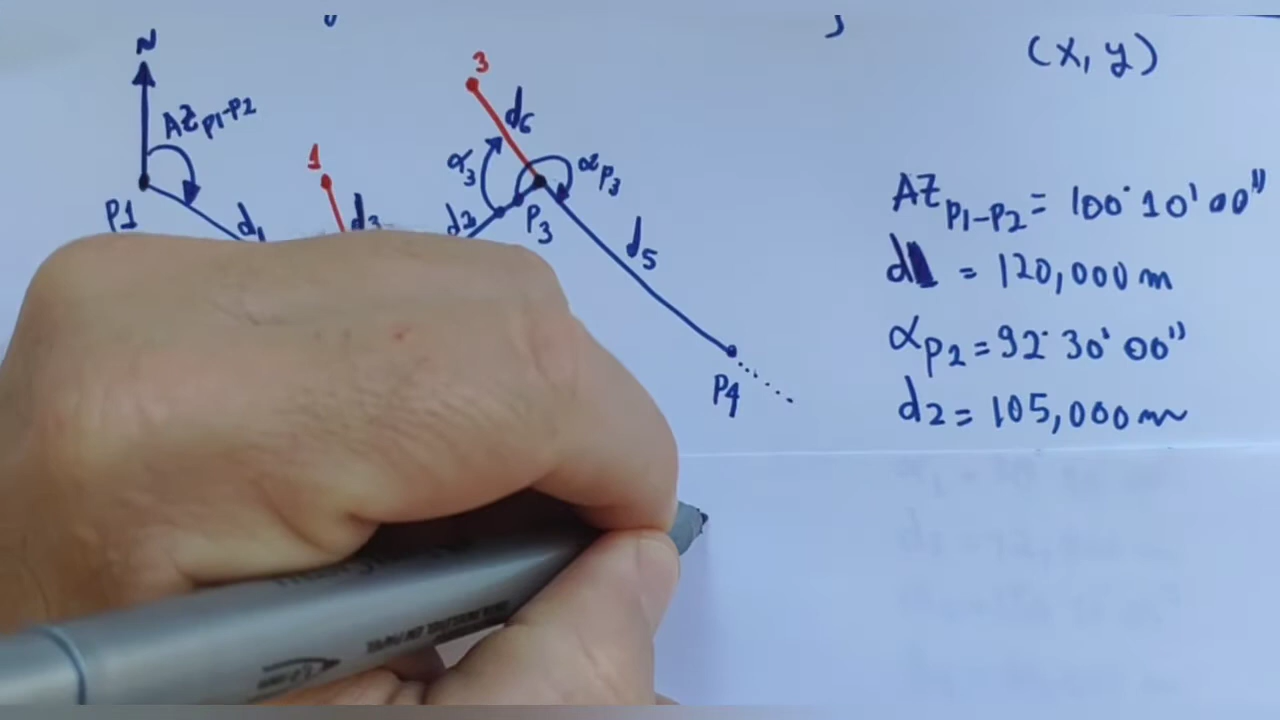 (x, y)
N
AZ P1-P2
P1
d1
1
d3
3
d6
α3
αP3
d2
P3
d5
P4
AZ P1-P2 = 100° 10' 00"
d1 = 120,000 m
αP2 = 92° 30' 00"
d2 = 105,000 m